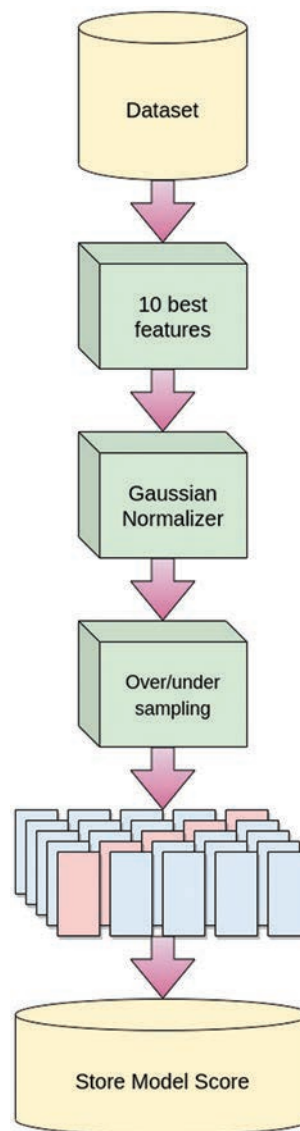 Dataset
10 best
features
Gaussian
Normalizer
Over/under
sampling
Store Model Score